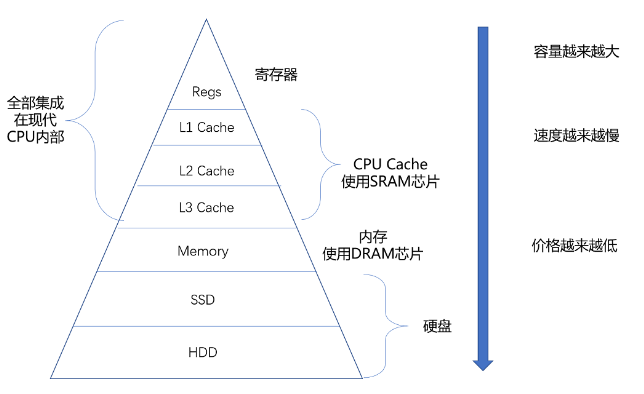 容量越来越大
寄存器
Regs
全部集成
在现代
CPU内部
L1 Cache
速度越来越慢
CPU Cache
使用SRAM芯片
L2 Cache
L3 Cache
内存
使用DRAM芯片
Memory
价格越来越低
SSD
硬盘
HDD